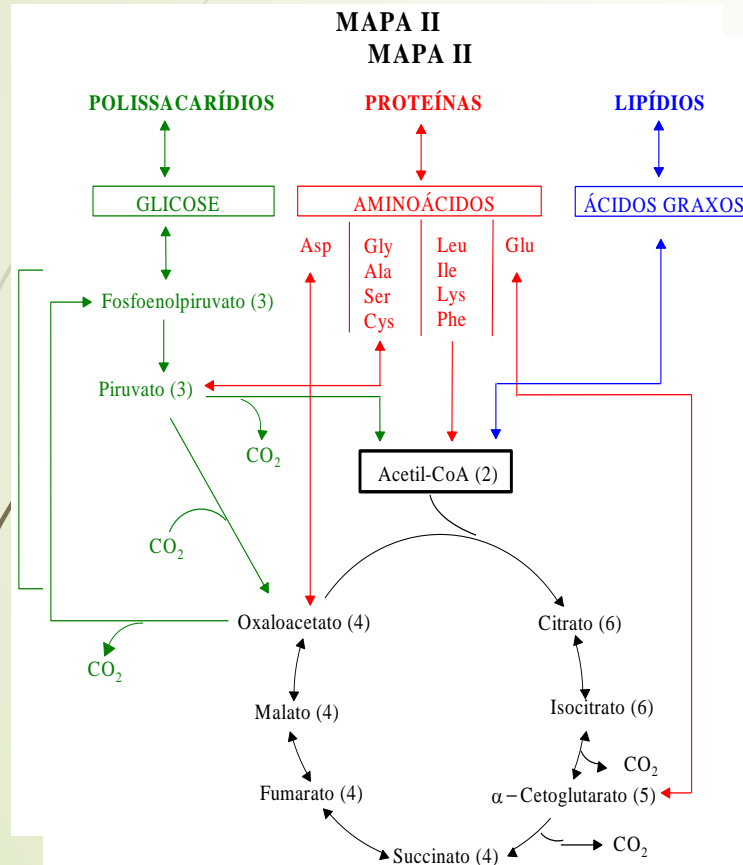 MAPA II
MAPA II
POLISSACARÍDIOS PROTEÍNAS LIPÍDIOS
GLICOSE AMINOÁCIDOS ÁCIDOS GRAXOS
Asp Gly Leu Glu
Ala Ile
Ser Lys
Cys Phe
Fosfoenolpiruvato (3)
Piruvato (3)
CO2
Acetil-CoA (2)
CO2
Oxaloacetato (4) Citrato (6)
CO2
Malato (4) Isocitrato (6)
CO2
Fumarato (4) α−Cetoglutarato (5)
CO2
Succinato (4)